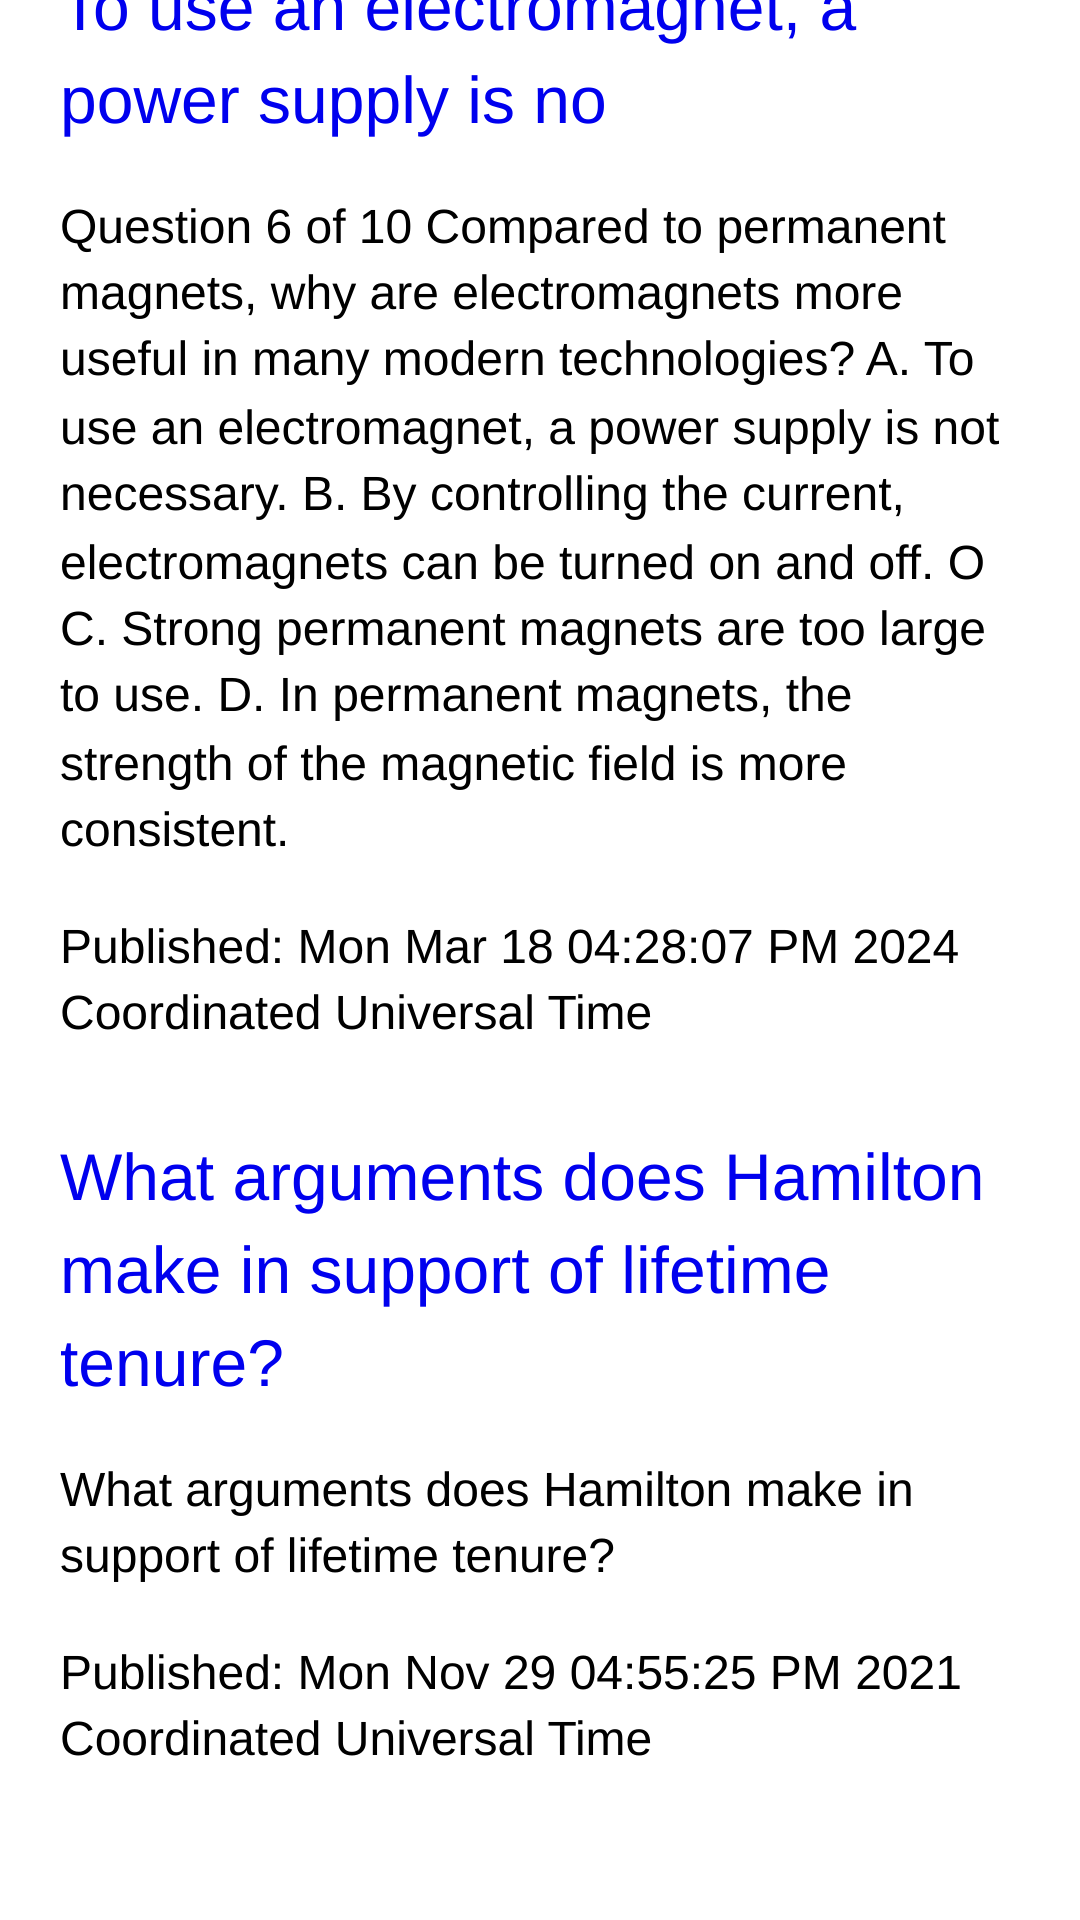 To use an electromagnet, a
power supply is no
Question 6 of 10 Compared to permanent
magnets, why are electromagnets more
useful in many modern technologies? A. To
use an electromagnet, a power supply is not
necessary. B. By controlling the current,
electromagnets can be turned on and off. O
C. Strong permanent magnets are too large
to use. D. In permanent magnets, the
strength of the magnetic field is more
consistent.
Published: Mon Mar 18 04:28:07 PM 2024
Coordinated Universal Time
What arguments does Hamilton
make in support of lifetime
tenure?
What arguments does Hamilton make in
support of lifetime tenure?
Published: Mon Nov 29 04:55:25 PM 2021
Coordinated Universal Time